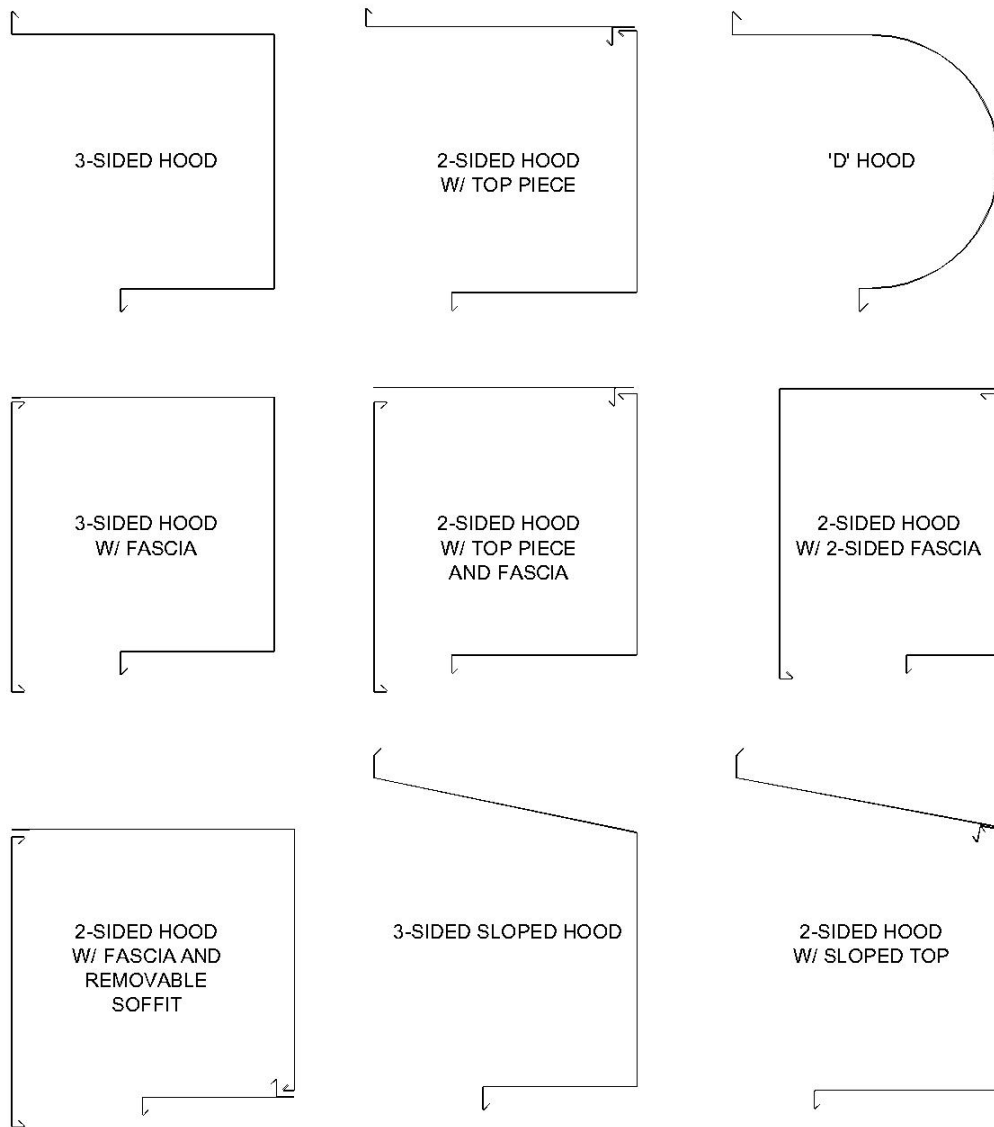 3-SIDED HOOD
2-SIDED HOOD
W/ TOP PIECE
'D' HOOD
3-SIDED HOOD
W/ FASCIA
2-SIDED HOOD
W/ TOP PIECE
AND FASCIA
2-SIDED HOOD
W/ 2-SIDED FASCIA
2-SIDED HOOD
W/ FASCIA AND
REMOVABLE
SOFFIT
3-SIDED SLOPED HOOD
2-SIDED HOOD
W/ SLOPED TOP